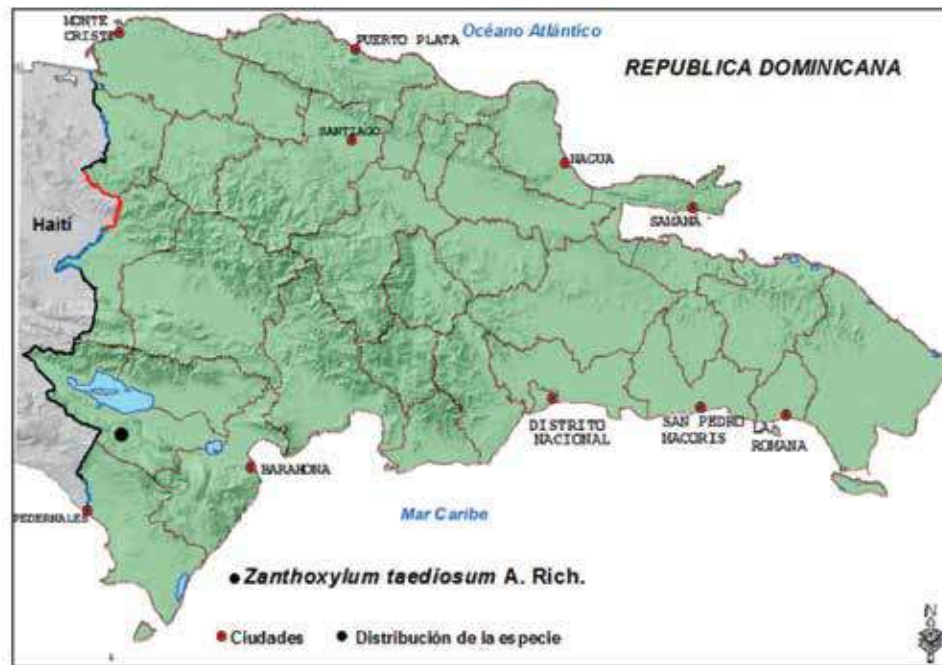 MONTE
CRISTI
PUERTO PLATA
Océano Atlántico
REPUBLICA DOMINICANA
SANTIAGO
NAGUA
SAMANA
Haití
DISTRITO
NACIONAL
SAN PEDRO
MACORIS
LA
ROMANA
BARAHONA
PEDERNALES
Mar Caribe
Zanthoxylum taediosum A. Rich.
Ciudades
Distribución de la especie